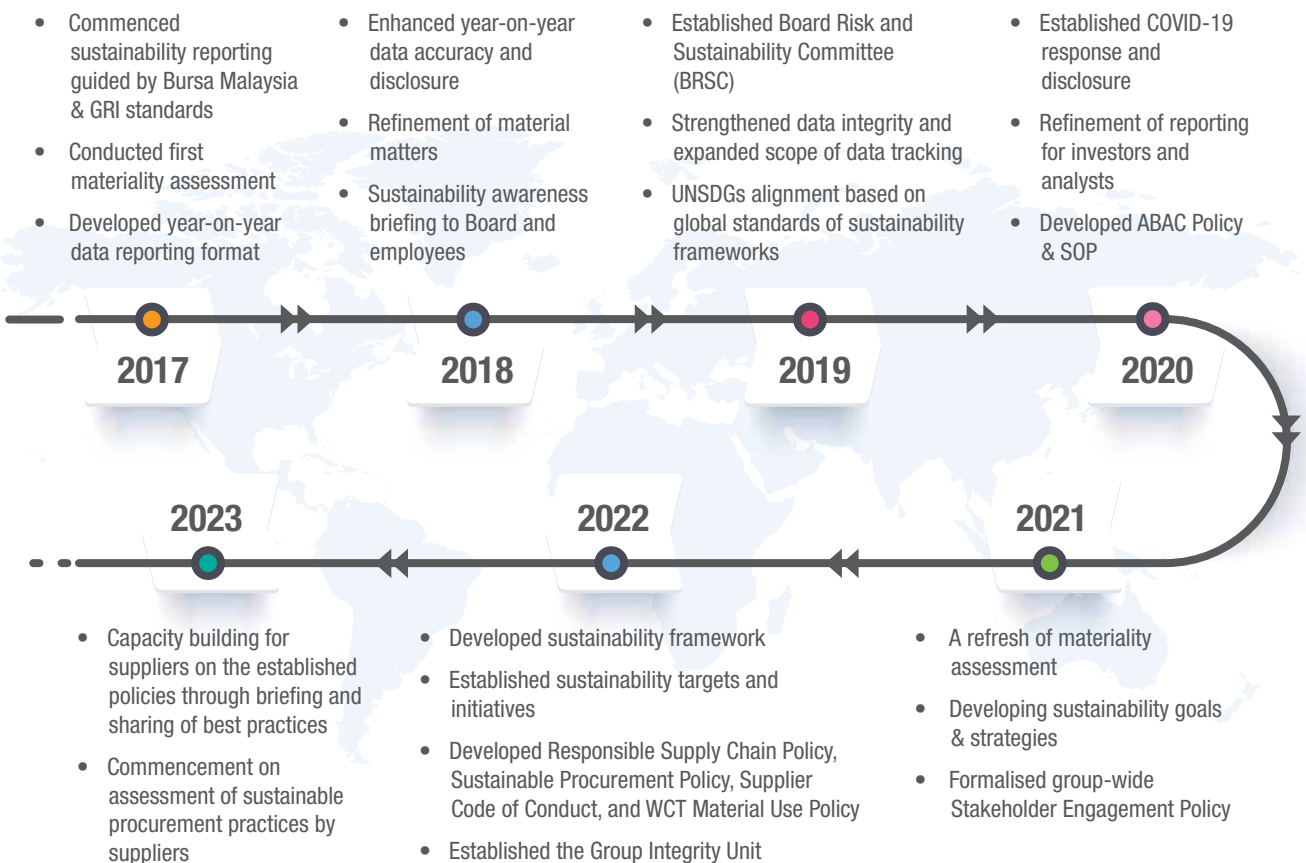 • Commenced
sustainability reporting
guided by Bursa Malaysia
& GRI standards
• Conducted first
materiality assessment
• Developed year-on-year
data reporting format
• Enhanced year-on-year
data accuracy and
disclosure
• Refinement of material
matters
• Sustainability awareness
briefing to Board and
employees
• Established Board Risk and
Sustainability Committee
(BRSC)
• Strengthened data integrity and
expanded scope of data tracking
• UNSDGs alignment based on
global standards of sustainability
frameworks
• Established COVID-19
response and
disclosure
• Refinement of reporting
for investors and
analysts
• Developed ABAC Policy
& SOP
2017
2018
2019
2020
2023
2022
2021
• Capacity building for
suppliers on the established
policies through briefing and
sharing of best practices
• Commencement on
assessment of sustainable
procurement practices by
suppliers
• Developed sustainability framework
• Established sustainability targets and
initiatives
• Developed Responsible Supply Chain Policy,
Sustainable Procurement Policy, Supplier
Code of Conduct, and WCT Material Use Policy
• Established the Group Integrity Unit
• A refresh of materiality
assessment
• Developing sustainability goals
& strategies
• Formalised group-wide
Stakeholder Engagement Policy